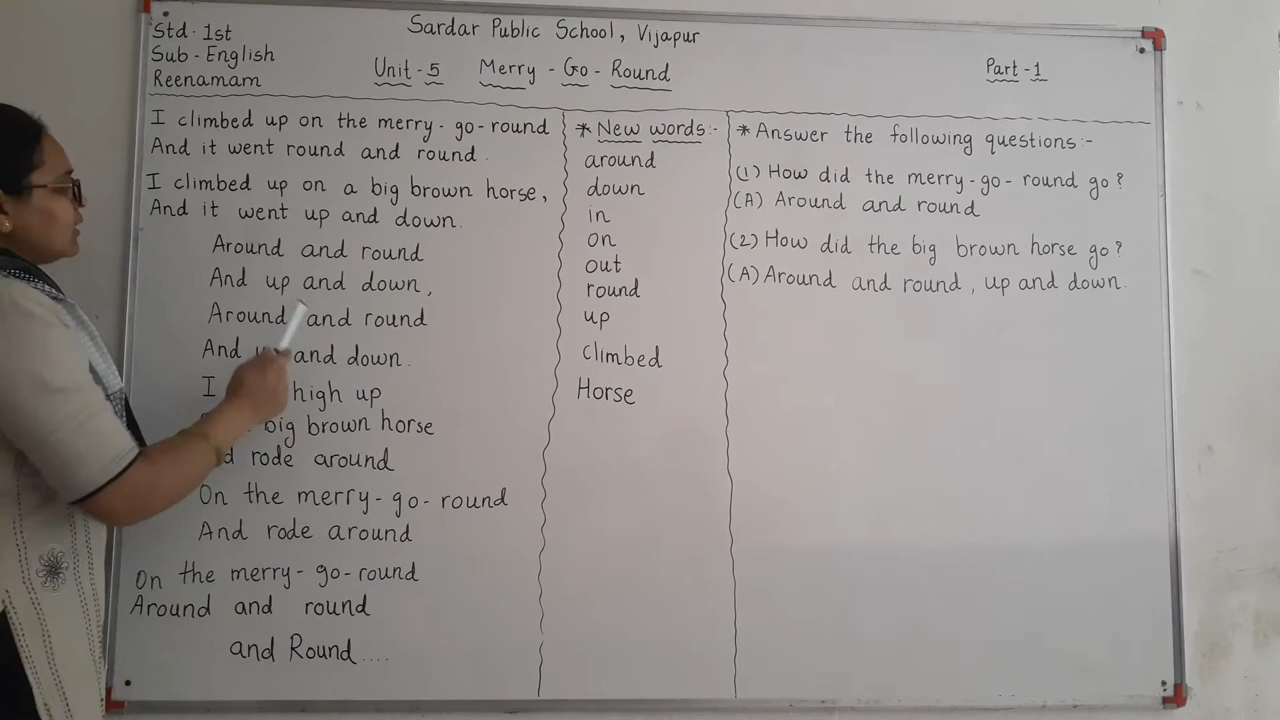 Std. 1st
Sub - English
Reenamam
Sardar Public School, Vijapur
Unit - 5 Merry - Go - Round
Part - 1
I climbed up on the merry- go-round
And it went round and round.
I climbed up on a big brown horse,
And it went up and down.
Around and round
And up and down,
Around and round
And and down.
I high up
big brown horse
rode around
On the merry- go- round
And rode around
On the merry- go-round
Around and round
and Round....
* New words :-
around
down
in
on
out
round
up
climbed
Horse
* Answer the following questions :-
(1) How did the merry-go- round go?
(A) Around and round
(2) How did the big brown horse go?
(A) Around and round, up and down.